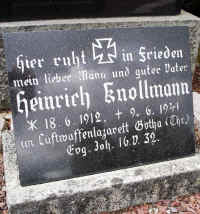 Hier ruht in Frieden
mein lieber Mann und guter Vater
Heinrich Knollmann
* 18.6.1912. + 9.6.1941
im Luftwaffenlazarett Gotha (Thr.)
Evg. Joh. 16.V.32.